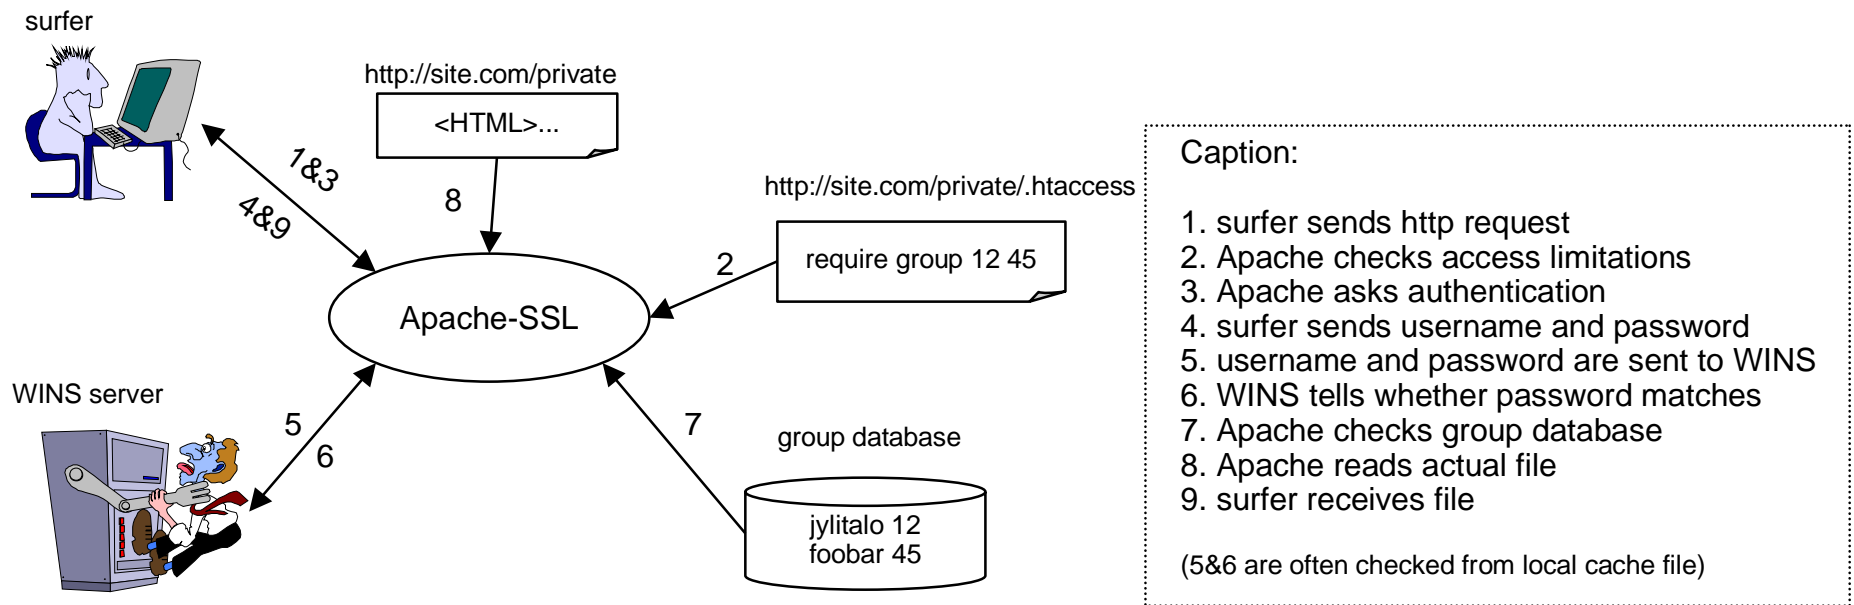 surfer
http://site.com/private
<HTML>...
1&3
4&9
8
http://site.com/private/.htaccess
require group 12 45
2
Apache-SSL
WINS server
5
6
7
group database
jylitalo 12
foobar 45
Caption:
1. surfer sends http request
2. Apache checks access limitations
3. Apache asks authentication
4. surfer sends username and password
5. username and password are sent to WINS
6. WINS tells whether password matches
7. Apache checks group database
8. Apache reads actual file
9. surfer receives file
(5&6 are often checked from local cache file)